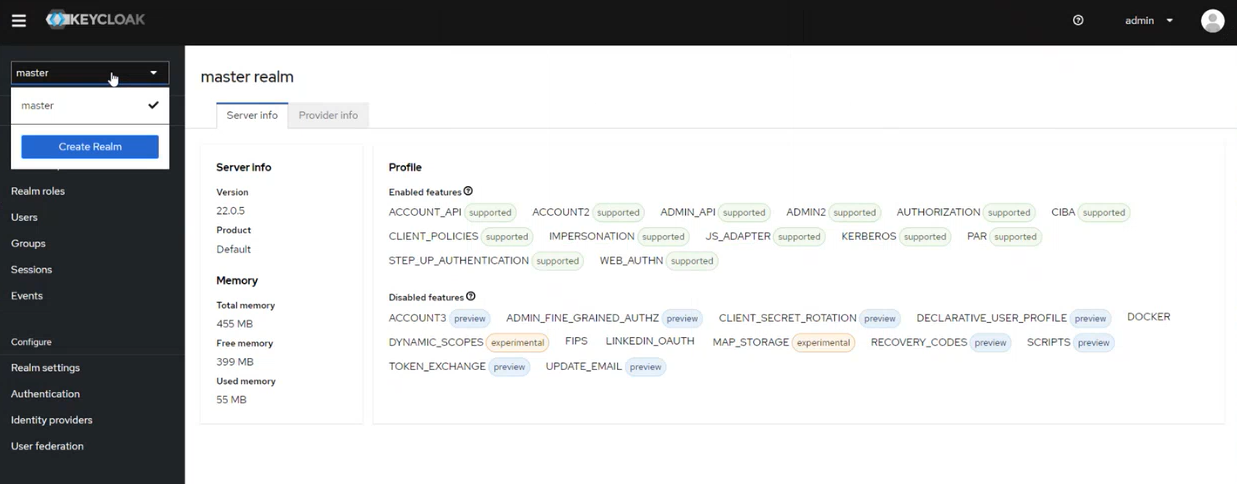 KEYCLOAK
admin
master
master
Create Realm
Realm roles
Users
Groups
Sessions
Events
Configure
Realm settings
Authentication
Identity providers
User federation
master realm
Server info
Provider info
Server info
Version
22.0.5
Product
Default
Memory
Total memory
455 MB
Free memory
399 MB
Used memory
55 MB
Profile
Enabled features
ACCOUNT_API supported ACCOUNT2 supported ADMIN_API supported ADMIN2 supported AUTHORIZATION supported CIBA supported
CLIENT_POLICIES supported IMPERSONATION supported JS_ADAPTER supported KERBEROS supported PAR supported
STEP_UP_AUTHENTICATION supported WEB_AUTHN supported
Disabled features
ACCOUNT3 preview ADMIN_FINE_GRAINED_AUTHZ preview CLIENT_SECRET_ROTATION preview DECLARATIVE_USER_PROFILE preview DOCKER
DYNAMIC_SCOPES experimental FIPS LINKEDIN_OAUTH MAP_STORAGE experimental RECOVERY_CODES preview SCRIPTS preview
TOKEN_EXCHANGE preview UPDATE_EMAIL preview